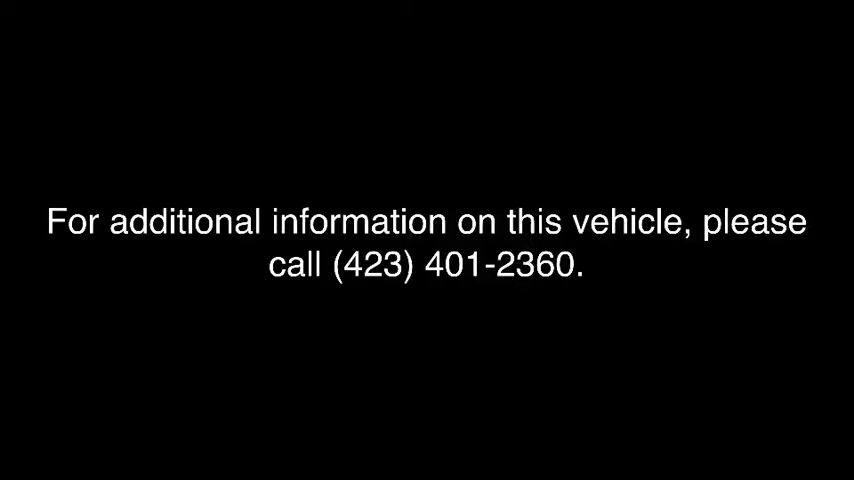 For additional information on this vehicle, please
call (423) 401-2360.